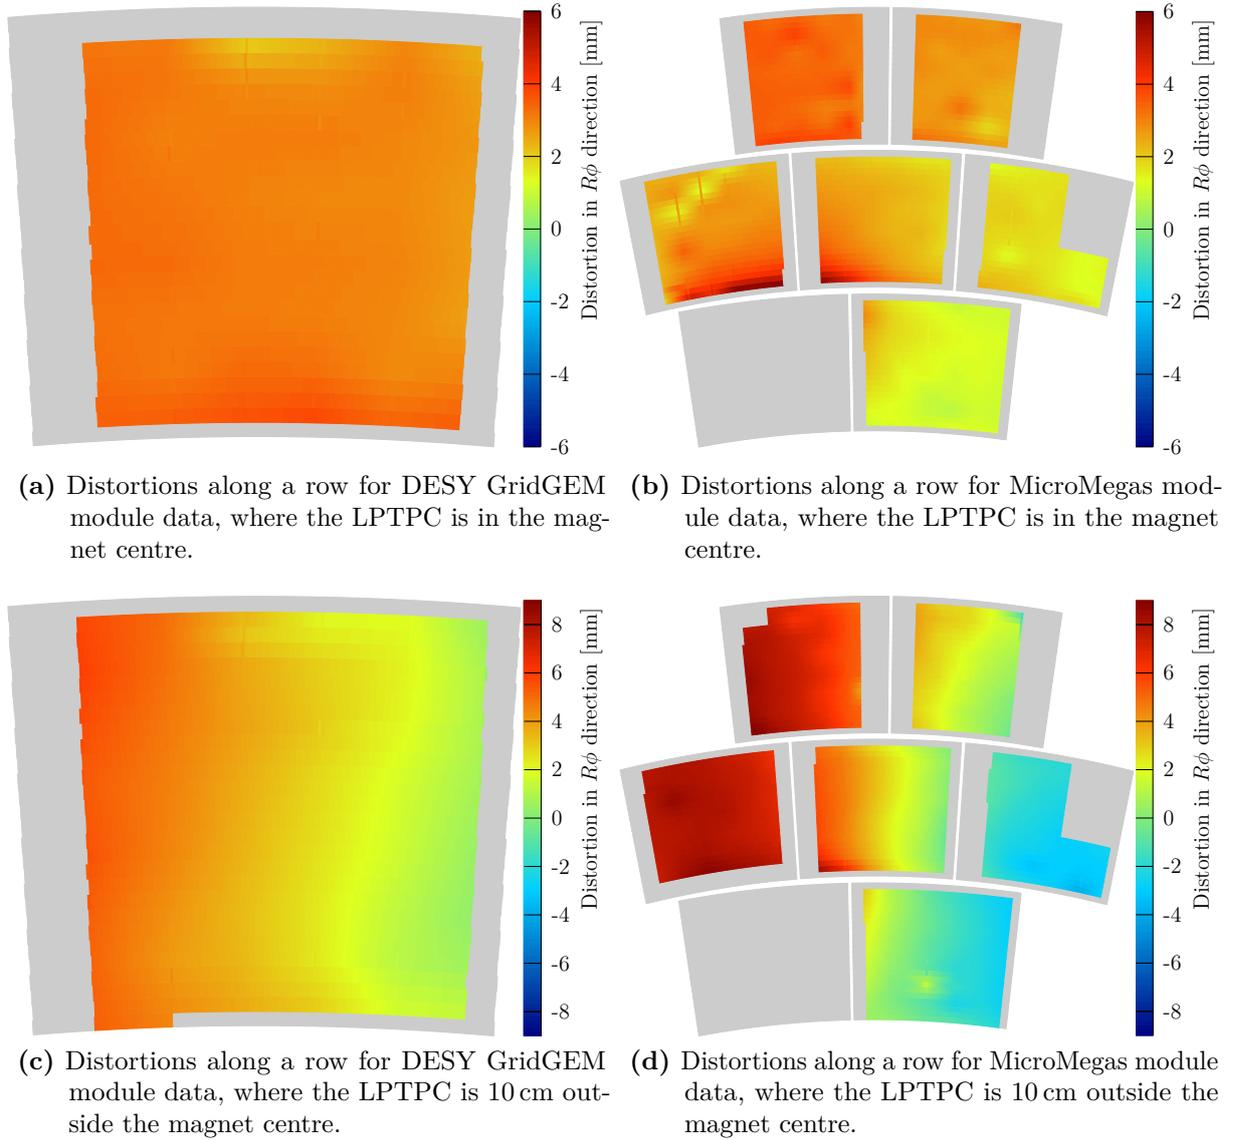 6
4
2
0
-2
-4
-6
Distortion in Rϕ direction [mm]
6
4
2
0
-2
-4
-6
Distortion in Rϕ direction [mm]
(a) Distortions along a row for DESY GridGEM
module data, where the LPTPC is in the mag-
net centre.
(b) Distortions along a row for MicroMegas mod-
ule data, where the LPTPC is in the magnet
centre.
8
6
4
2
0
-2
-4
-6
-8
Distortion in Rϕ direction [mm]
8
6
4
2
0
-2
-4
-6
-8
Distortion in Rϕ direction [mm]
(c) Distortions along a row for DESY GridGEM
module data, where the LPTPC is 10 cm out-
side the magnet centre.
(d) Distortions along a row for MicroMegas module
data, where the LPTPC is 10 cm outside the
magnet centre.